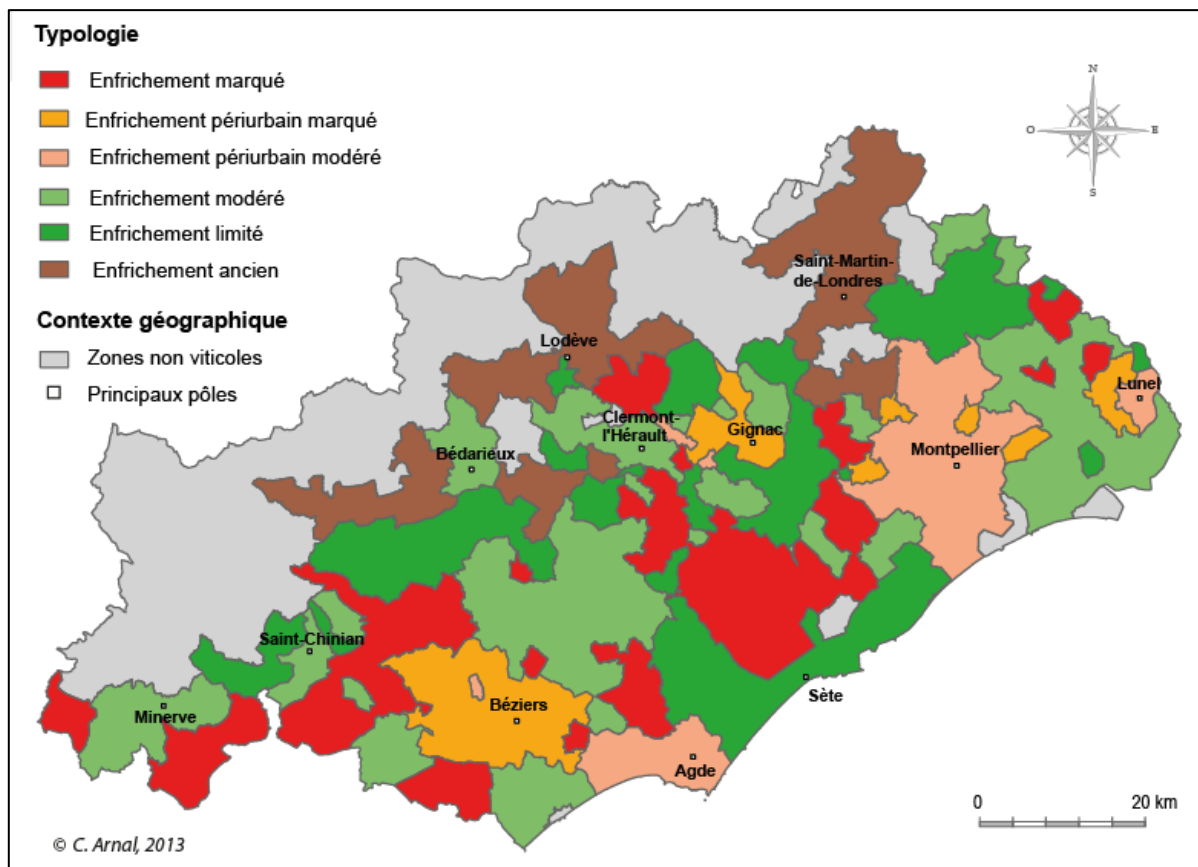 Typologie
Enfrichement marqué
Enfrichement périurbain marqué
Enfrichement périurbain modéré
Enfrichement modéré
Enfrichement limité
Enfrichement ancien
Contexte géographique
Zones non viticoles
Principaux pôles
N
O
E
S
Saint-Martin-
de-Londres
Lodève
Lunel
Clermont-
l'Hérault
Gignac
Montpellier
Bédarieux
Saint-Chinian
Sète
Minerve
Béziers
Agde
0
20 km
© C. Arnal, 2013